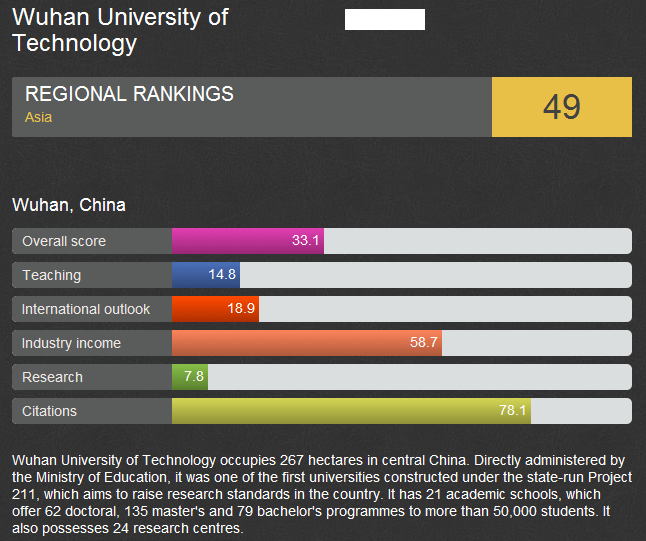 Wuhan University of
Technology
REGIONAL RANKINGS
Asia
49
Wuhan, China
Overall score 33.1
Teaching 14.8
International outlook 18.9
Industry income 58.7
Research 7.8
Citations 78.1
Wuhan University of Technology occupies 267 hectares in central China. Directly administered by
the Ministry of Education, it was one of the first universities constructed under the state-run Project
211, which aims to raise research standards in the country. It has 21 academic schools, which
offer 62 doctoral, 135 master's and 79 bachelor's programmes to more than 50,000 students. It
also possesses 24 research centres.